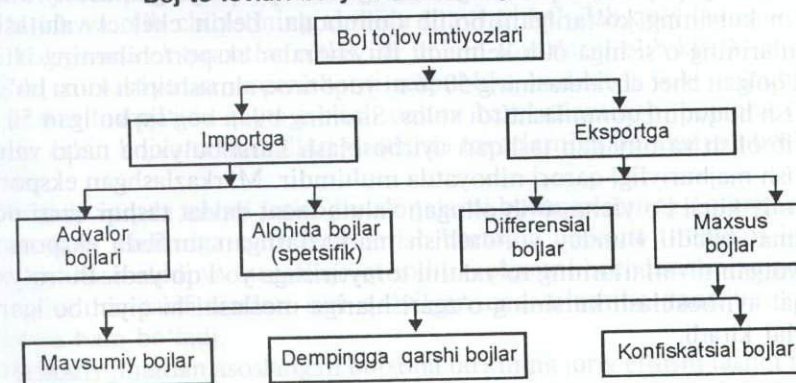 Boj to'lov imtiyozlari
Importga
Eksportga
Advalor
bojlari
Alohida bojlar
(spetsifik)
Differensial
bojlar
bojlar
Mavsumiy bojlar
Dempingga qarshi bojlar
Konfiskatsial bojlar